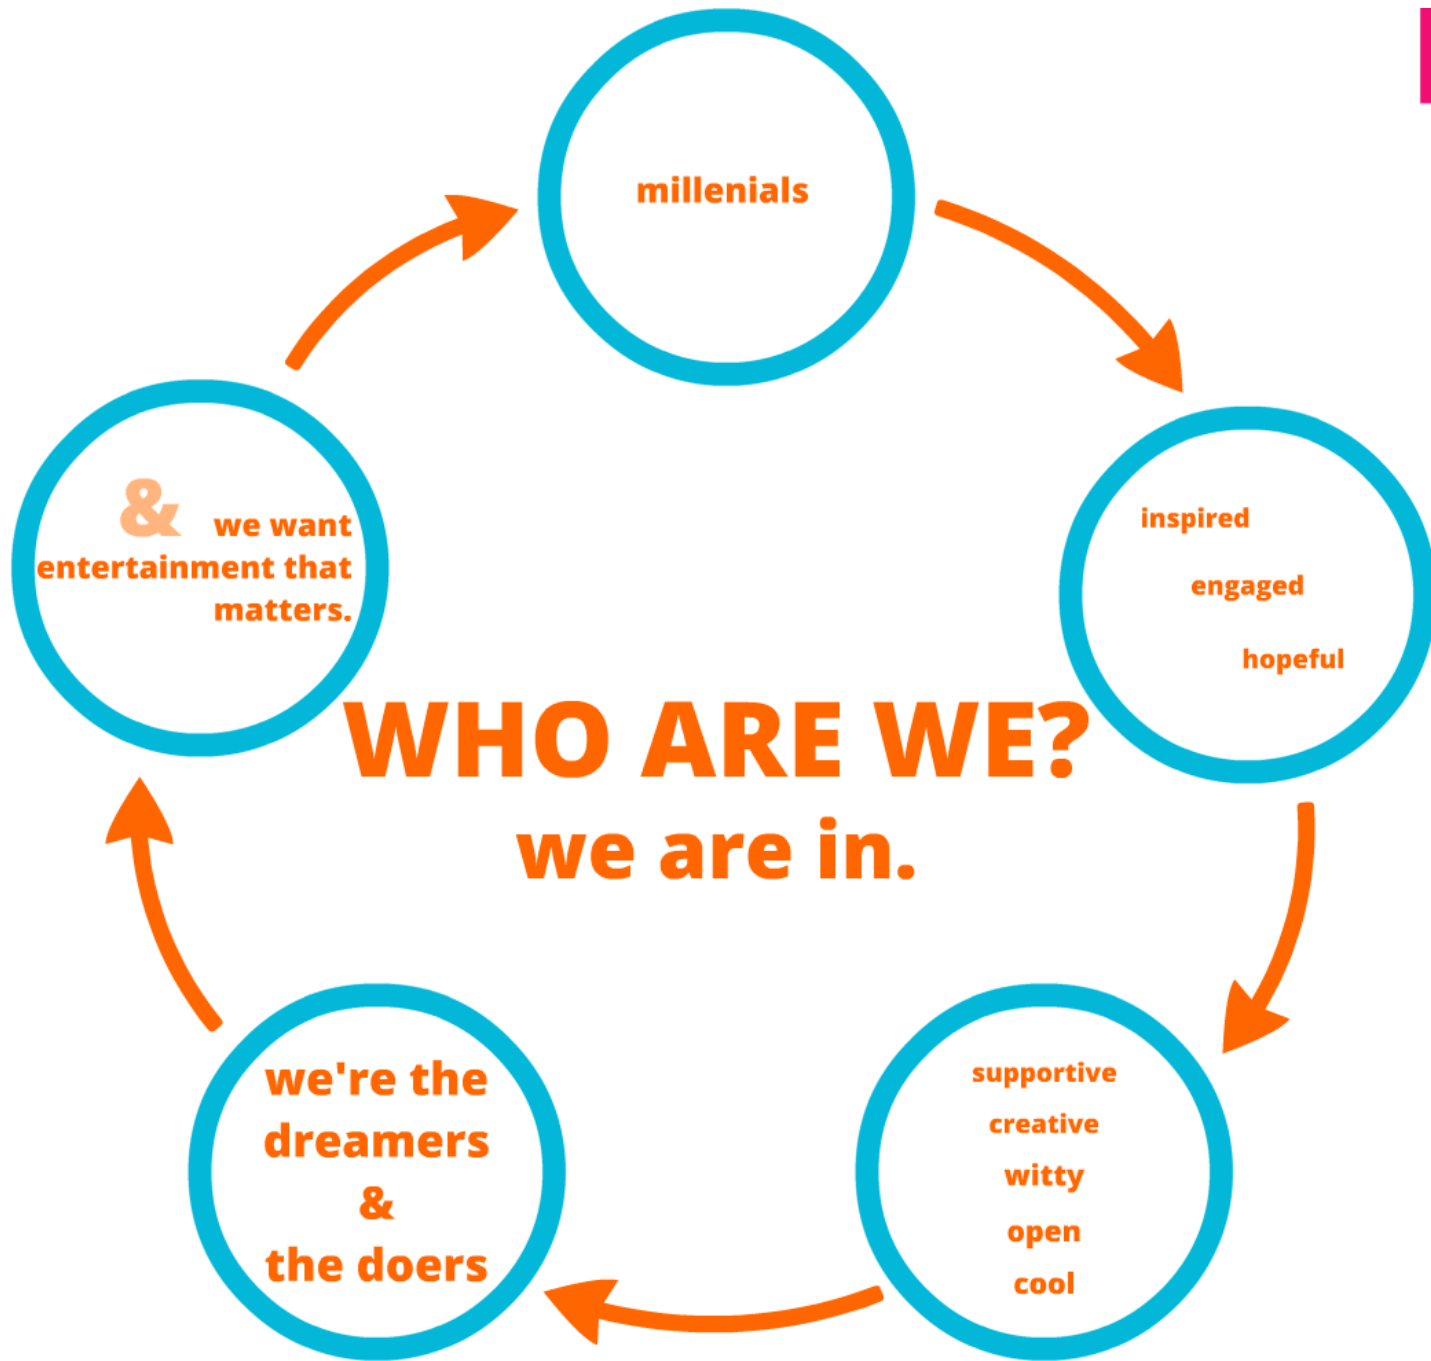 millenials
inspired
engaged
hopeful
supportive
creative
witty
open
cool
we're the
dreamers
&
the doers
& we want
entertainment that
matters.
WHO ARE WE?
we are in.